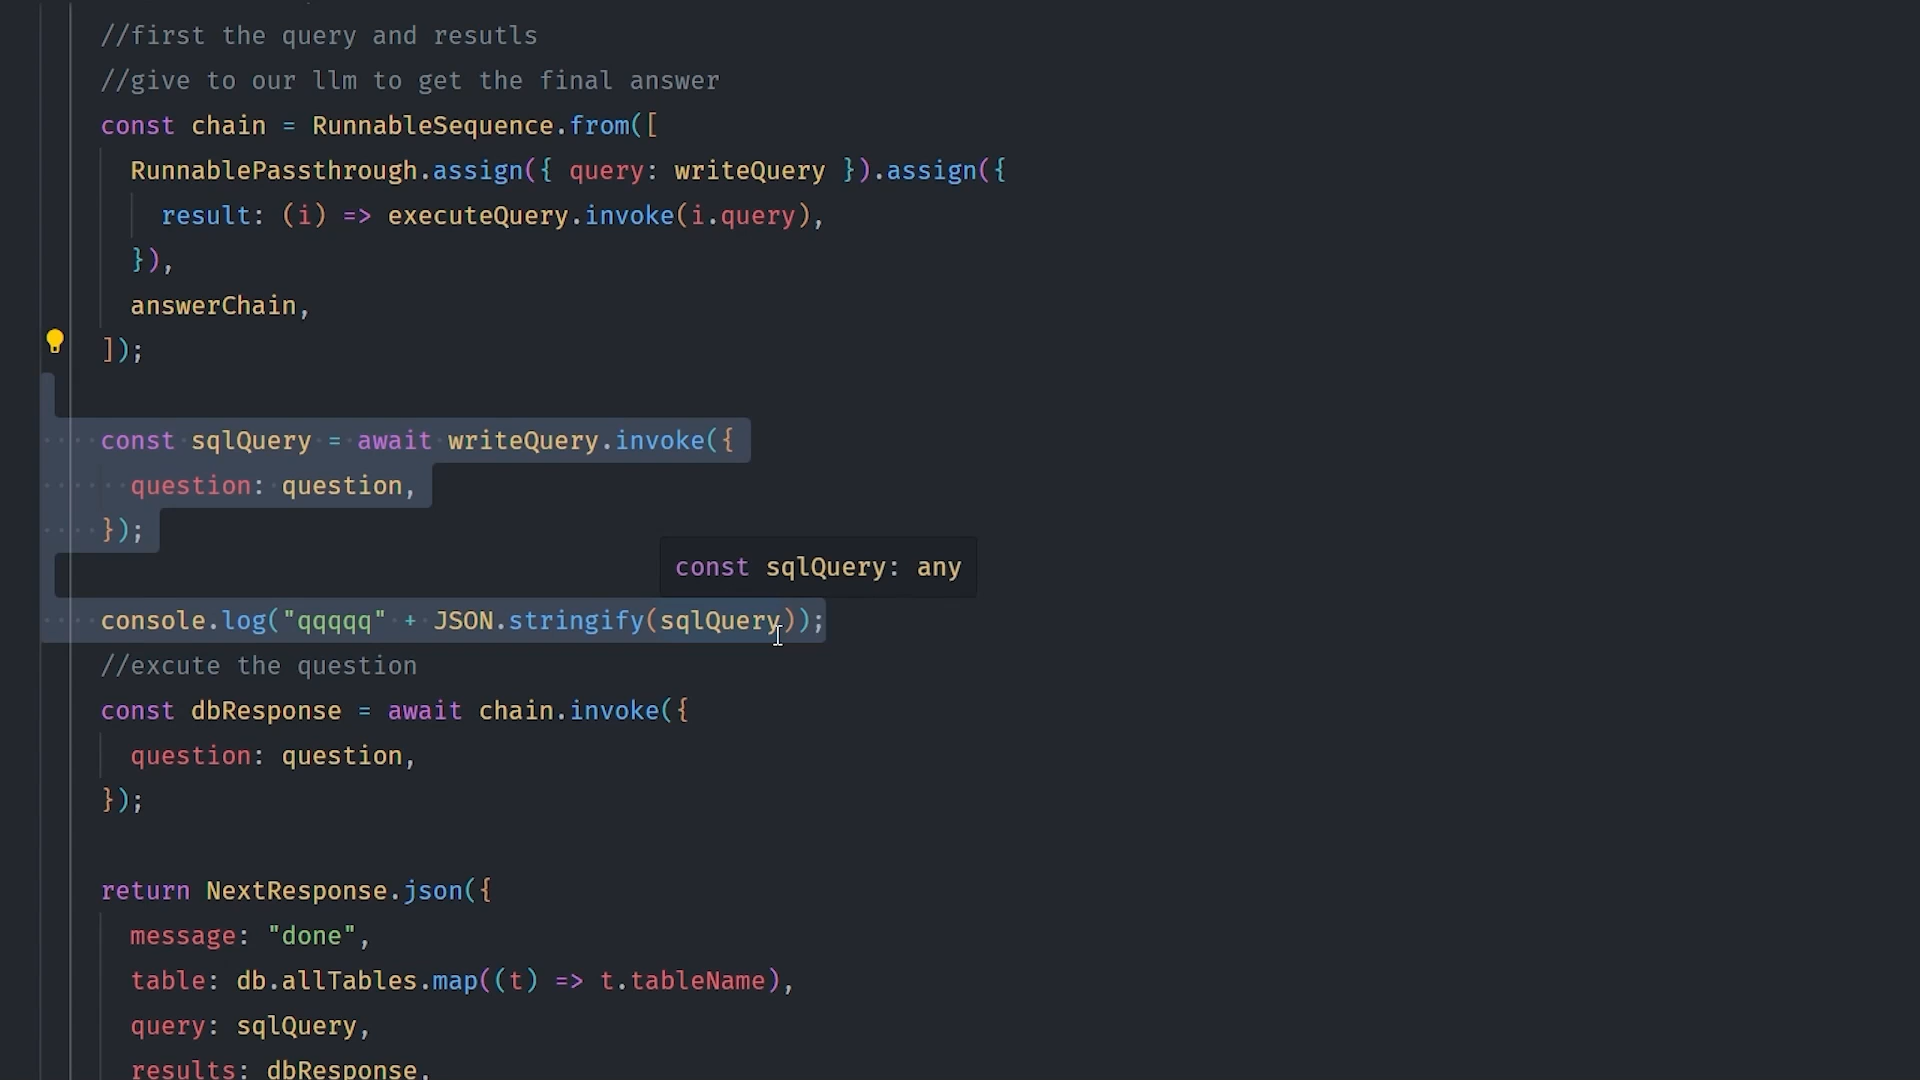 //first the query and resutls
//give to our llm to get the final answer
const chain = RunnableSequence.from([
RunnablePassthrough.assign({ query: writeQuery }).assign({
result: (i) => executeQuery.invoke(i.query),
}),
answerChain,
]);
const sqlQuery = await writeQuery.invoke({
question: question,
});
const sqlQuery: any
console.log("qqqqq" + JSON.stringify(sqlQuery));
//excute the question
const dbResponse = await chain.invoke({
question: question,
});
return NextResponse.json({
message: "done",
table: db.allTables.map((t) => t.tableName),
query: sqlQuery,
results: dbResponse,